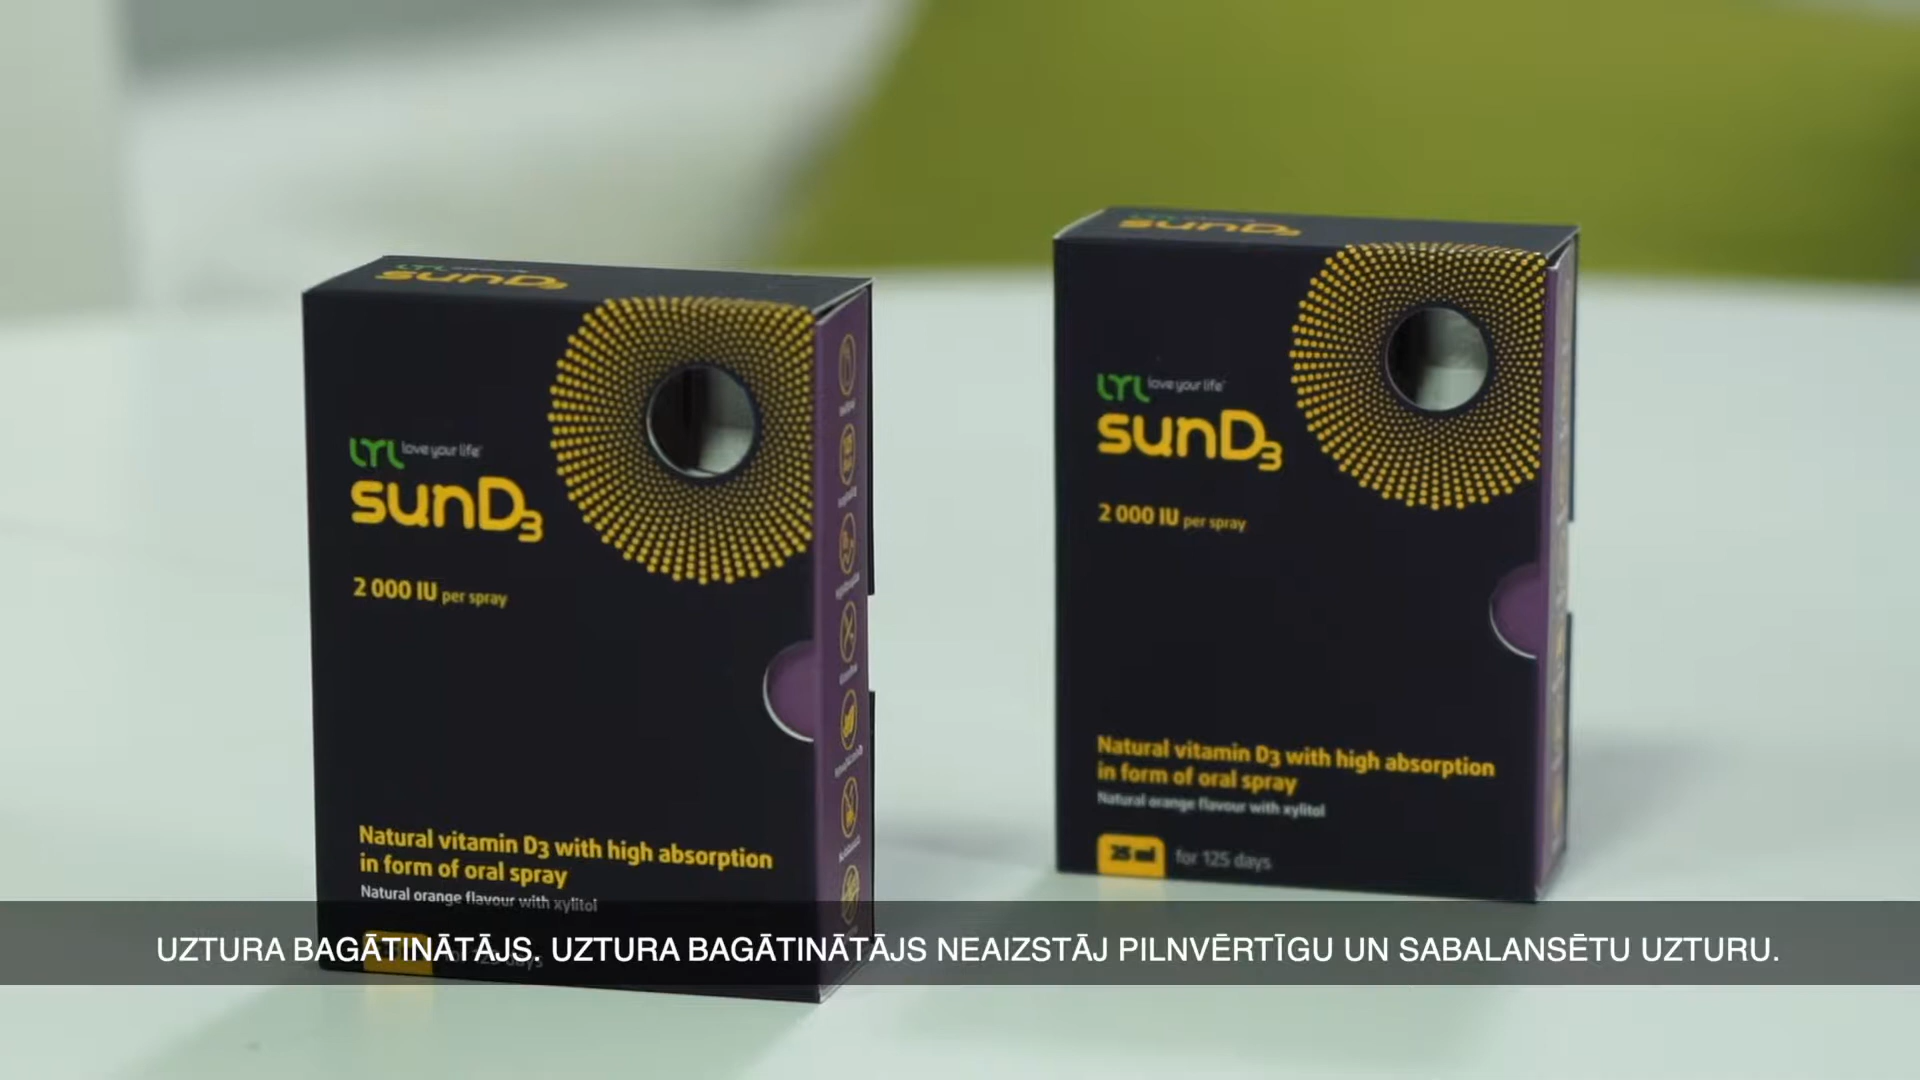 sunD3
LYL love your life
sunD3
2 000 IU per spray
Natural vitamin D3 with high absorption
in form of oral spray
Natural orange flavour with xylitol
sunD3
LYL love your life
sunD3
2 000 IU per spray
Natural vitamin D3 with high absorption
in form of oral spray
Natural orange flavour with xylitol
25 ml for 125 days
UZTURA BAGĀTINĀTĀJS. UZTURA BAGĀTINĀTĀJS NEAIZSTĀJ PILNVĒRTĪGU UN SABALANSĒTU UZTURU.